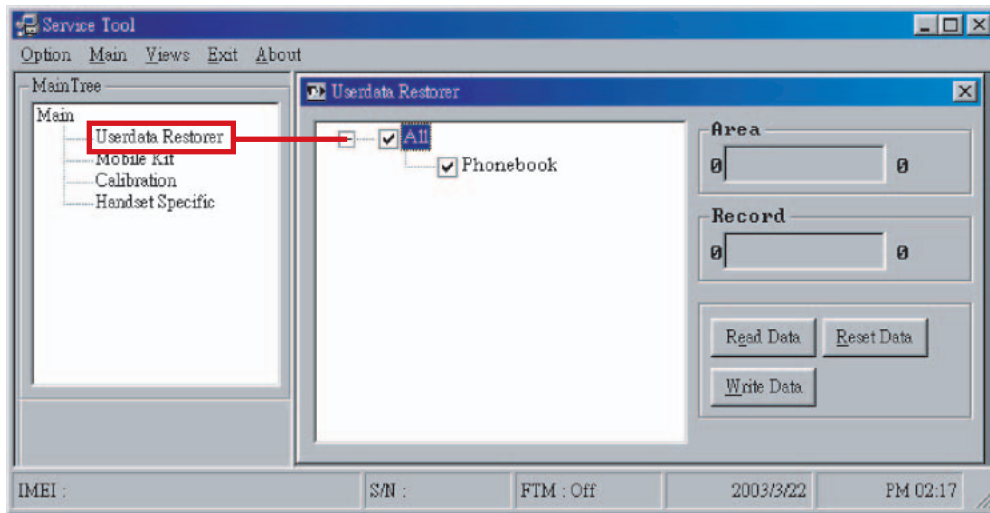 Service Tool
Option Main Views Exit About
MainTree
Main
Userdata Restorer
Mobile Kit
Calibration
Handset Specific
Userdata Restorer
All
Phonebook
Area
0 0
Record
0 0
Read Data Reset Data
Write Data
IMEI : S/N : FTM : Off 2003/3/22 PM 02:17